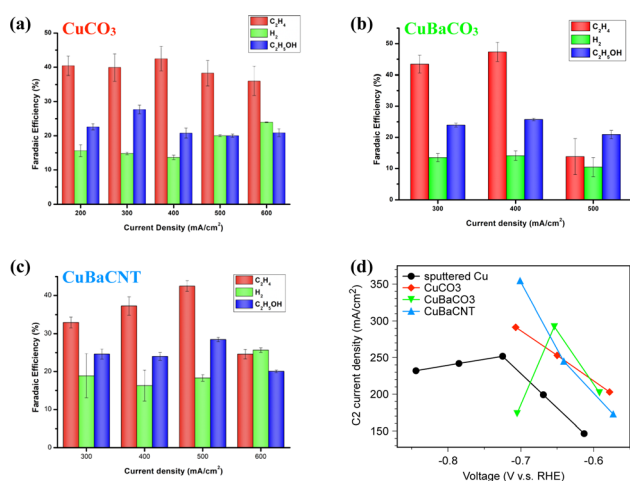 (a)
CuCO₃
C₂H₄
H₂
C₂H₅OH
Faradaic Efficiency (%)
50
40
30
20
10
0
200 300 400 500 600
Current Density (mA/cm²)
(b)
CuBaCO₃
C₂H₄
H₂
C₂H₅OH
Faradaic Efficiency (%)
50
40
30
20
10
0
300 400 500
Current density (mA/cm²)
(c)
CuBaCNT
C₂H₄
H₂
C₂H₅OH
Faradaic Efficiency (%)
50
40
30
20
10
0
300 400 500 600
Current density (mA/cm²)
(d)
sputtered Cu
CuCO3
CuBaCO3
CuBaCNT
C2 current density (mA/cm²)
400
350
300
250
200
150
-0.8 -0.7 -0.6
Voltage (V v.s. RHE)